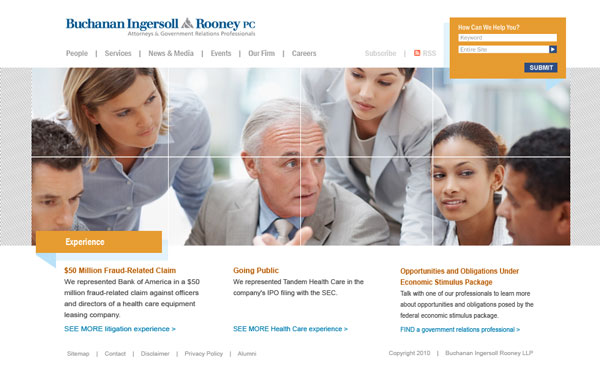 Buchanan Ingersoll & Rooney PC
Attorneys & Government Relations Professionals
How Can We Help You?
Keyword
Entire Site
SUBMIT
People | Services | News & Media | Events | Our Firm | Careers
Subscribe | RSS
Experience
$50 Million Fraud-Related Claim
We represented Bank of America in a $50
million fraud-related claim against officers
and directors of a health care equipment
leasing company.
SEE MORE litigation experience >
Going Public
We represented Tandem Health Care in the
company's IPO filing with the SEC.
SEE MORE Health Care experience >
Opportunities and Obligations Under
Economic Stimulus Package
Talk with one of our professionals to learn more
about opportunities and obligations posed by the
federal economic stimulus package.
FIND a government relations professional >
Sitemap | Contact | Disclaimer | Privacy Policy | Alumni
Copyright 2010 | Buchanan Ingersoll Rooney LLP